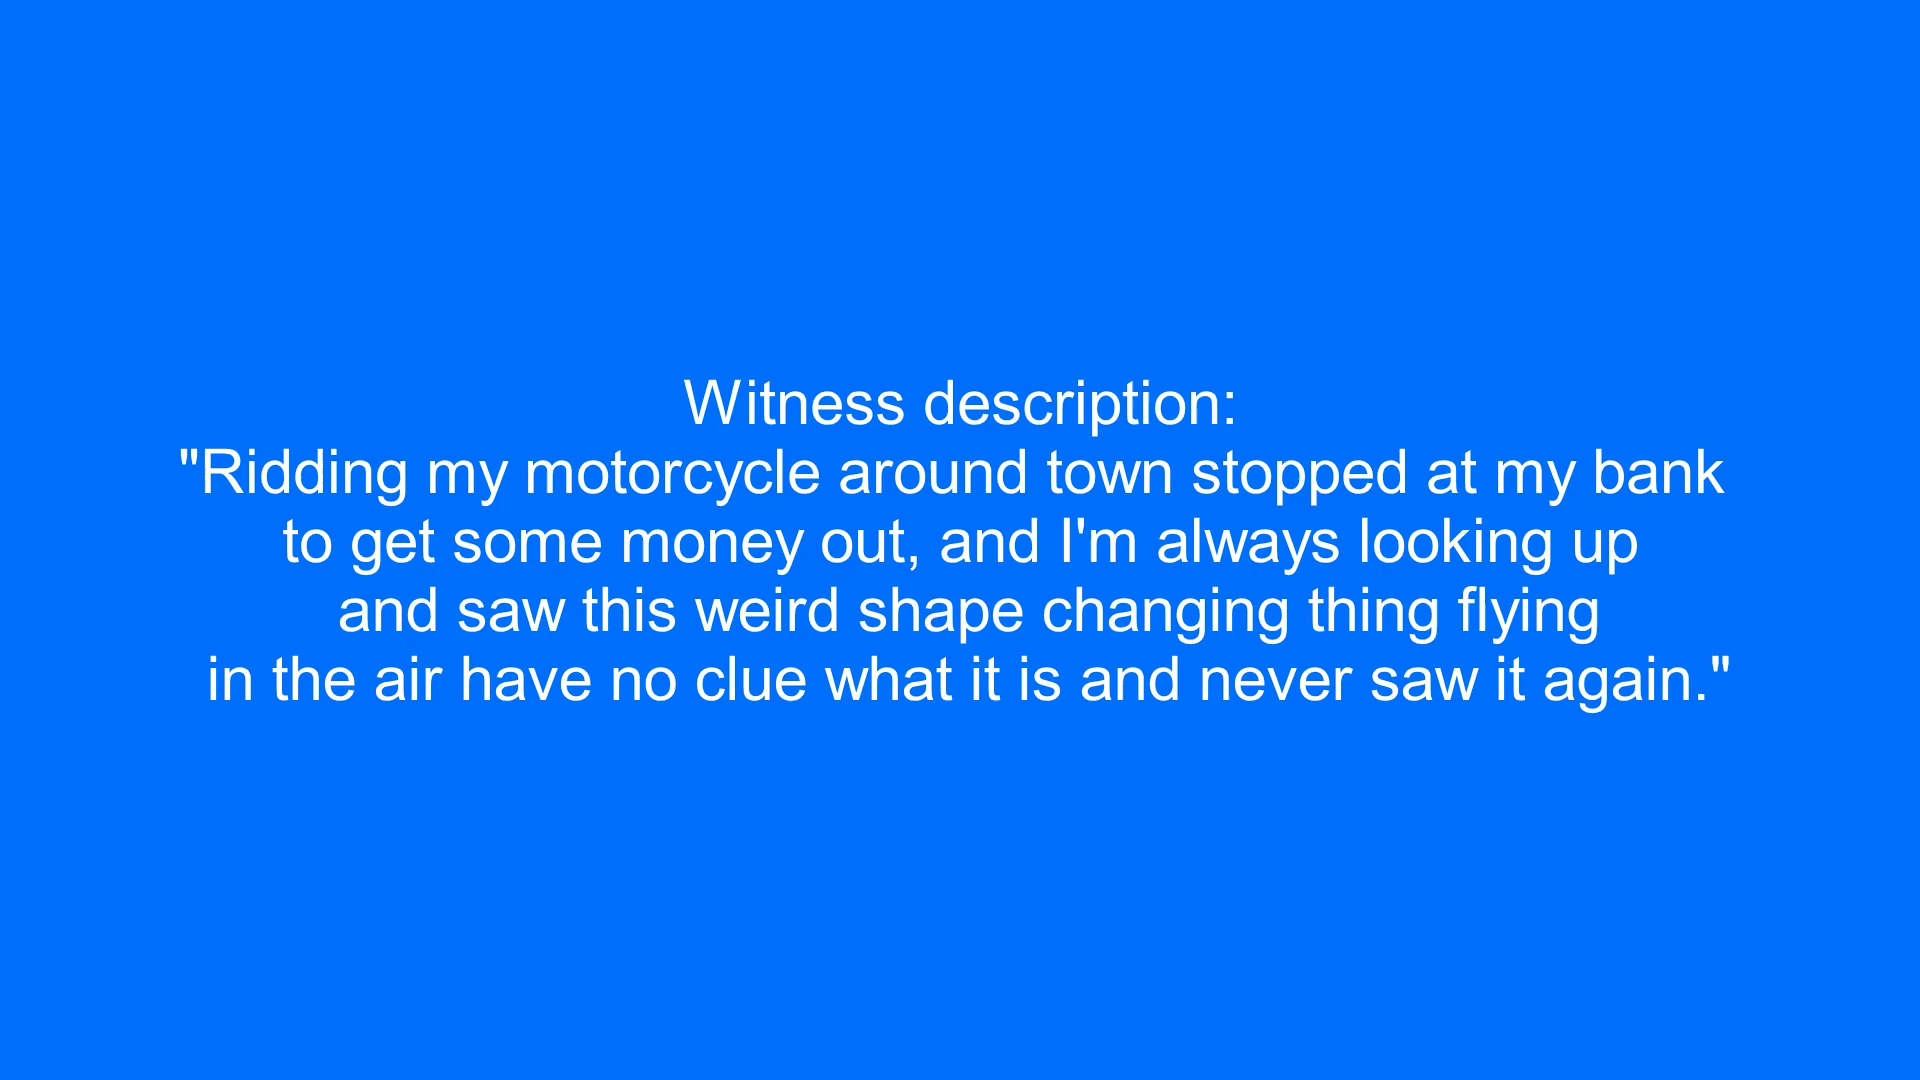 Witness description:
"Ridding my motorcycle around town stopped at my bank
to get some money out, and I'm always looking up
and saw this weird shape changing thing flying
in the air have no clue what it is and never saw it again."